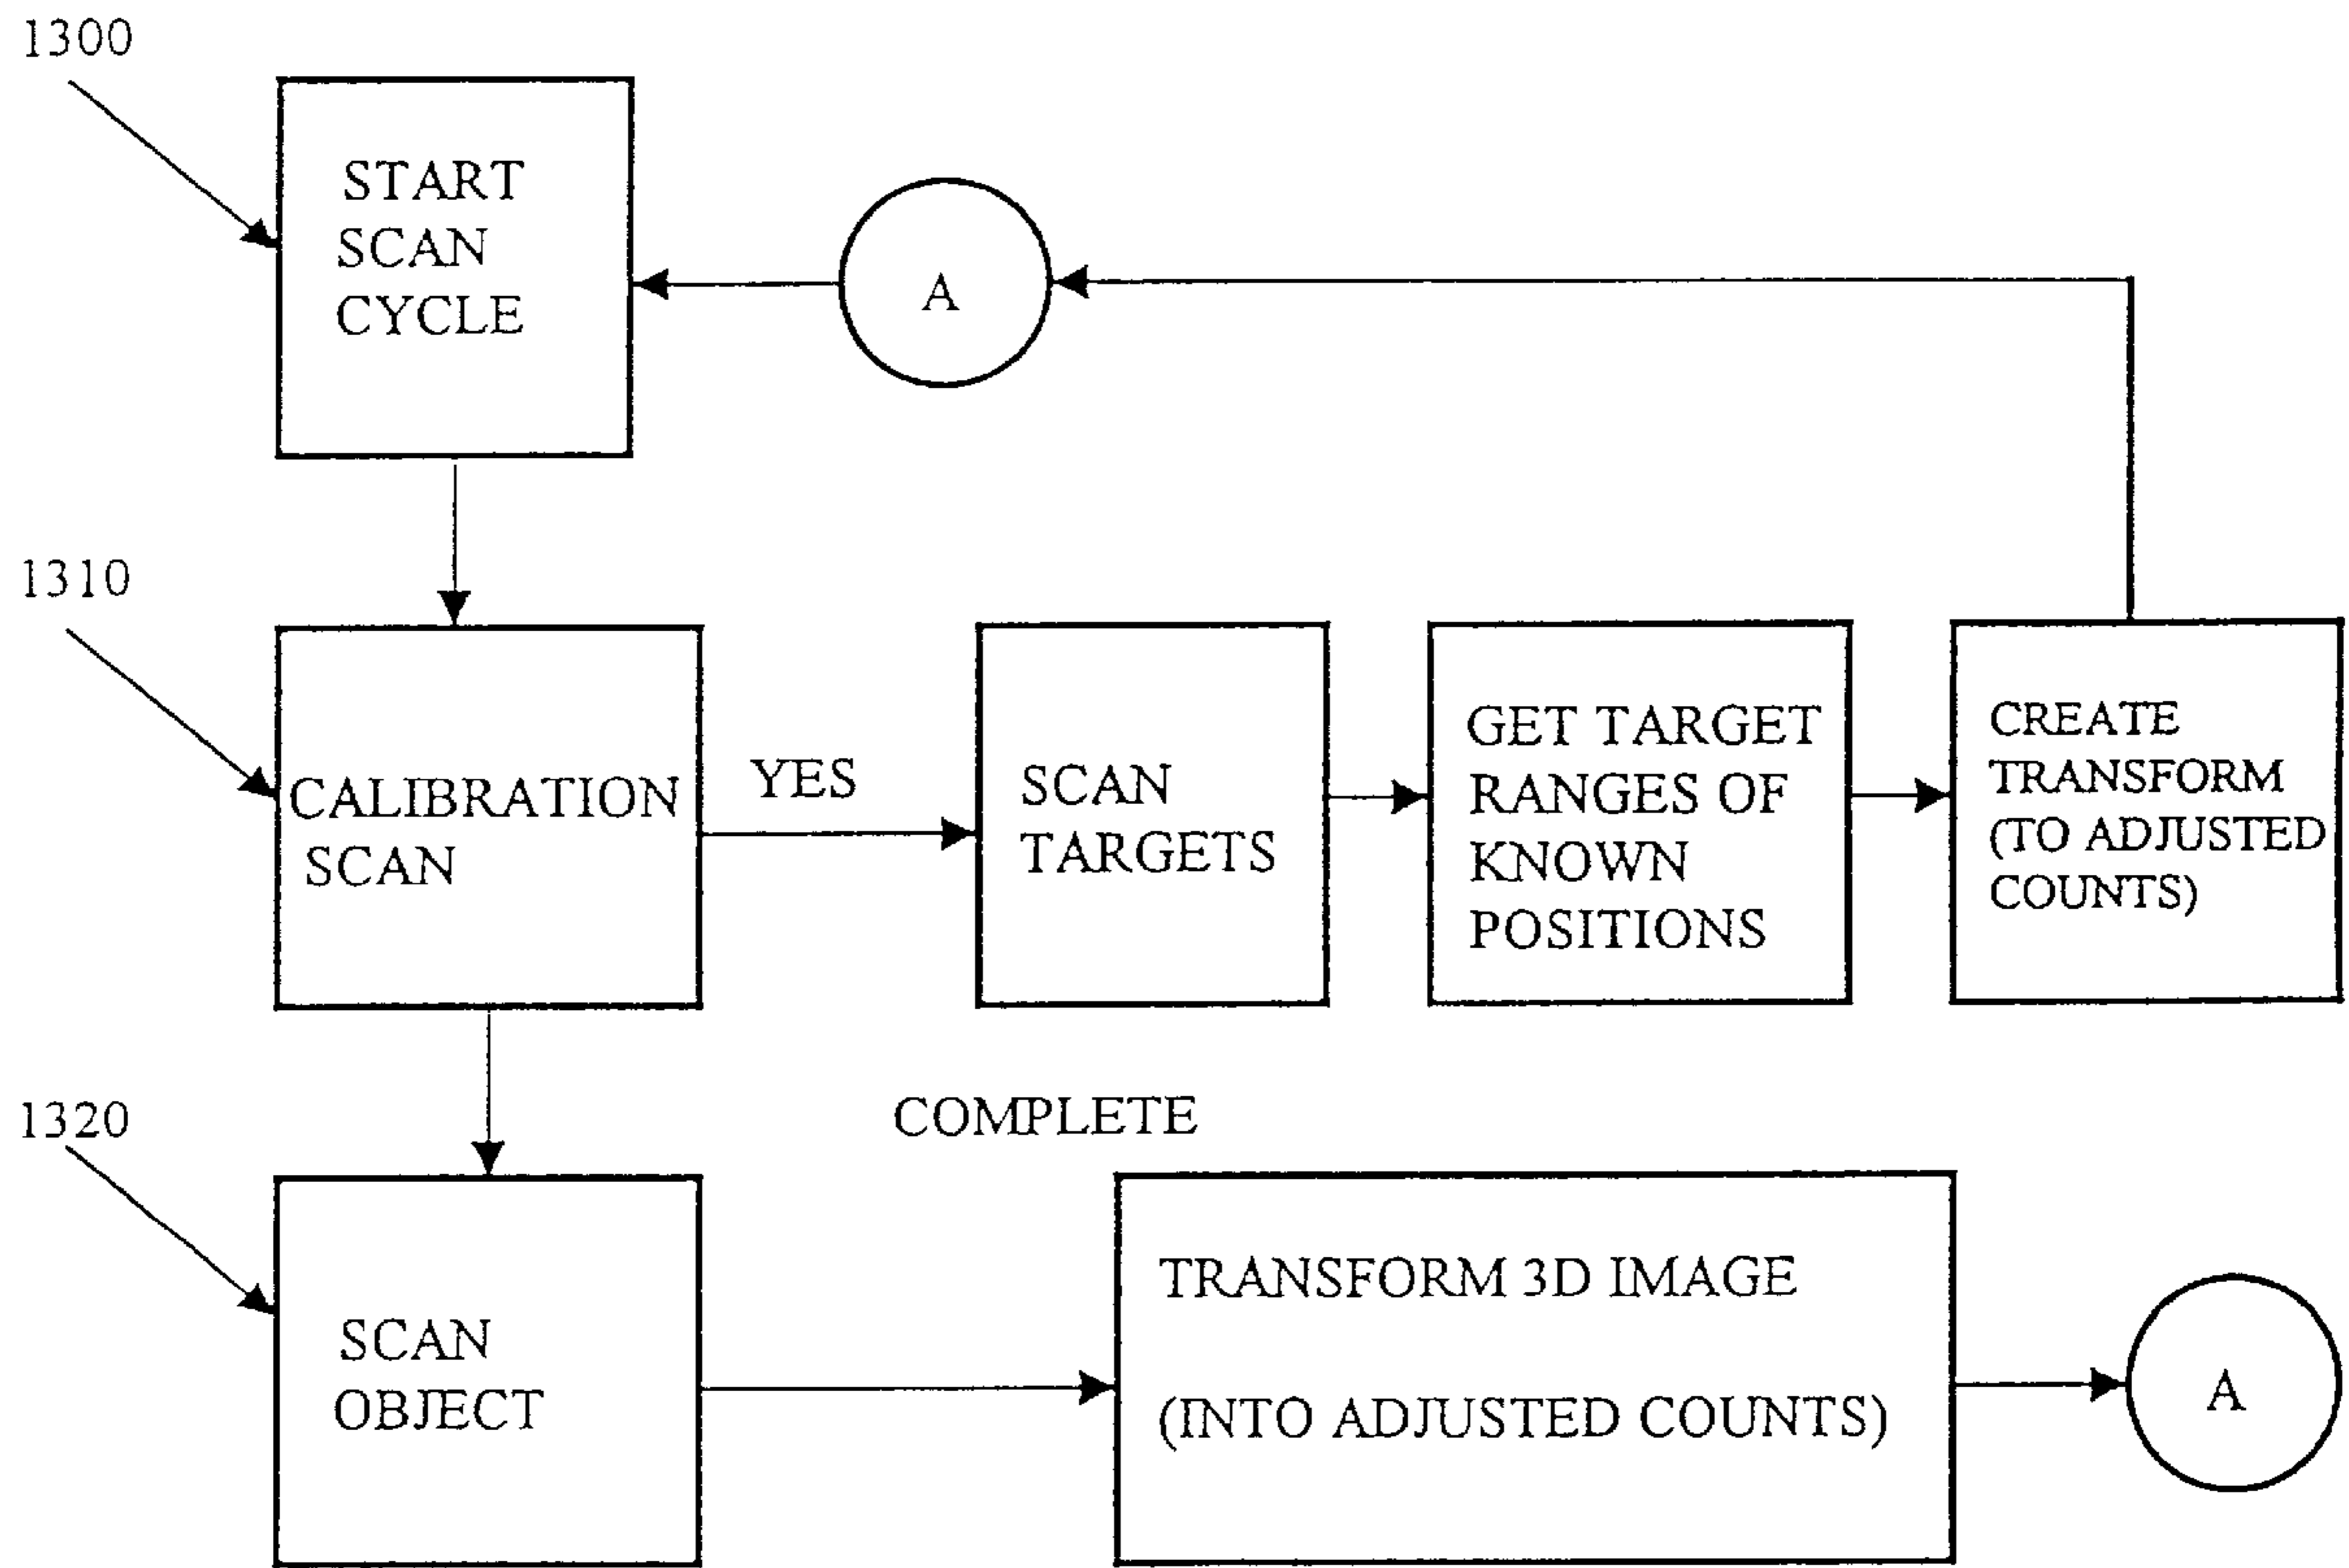 1300
START
SCAN
CYCLE
A
1310
CALIBRATION
SCAN
YES
SCAN
TARGETS
GET TARGET
RANGES OF
KNOWN
POSITIONS
CREATE
TRANSFORM
(TO ADJUSTED
COUNTS)
1320
COMPLETE
SCAN
OBJECT
TRANSFORM 3D IMAGE
(INTO ADJUSTED COUNTS)
A